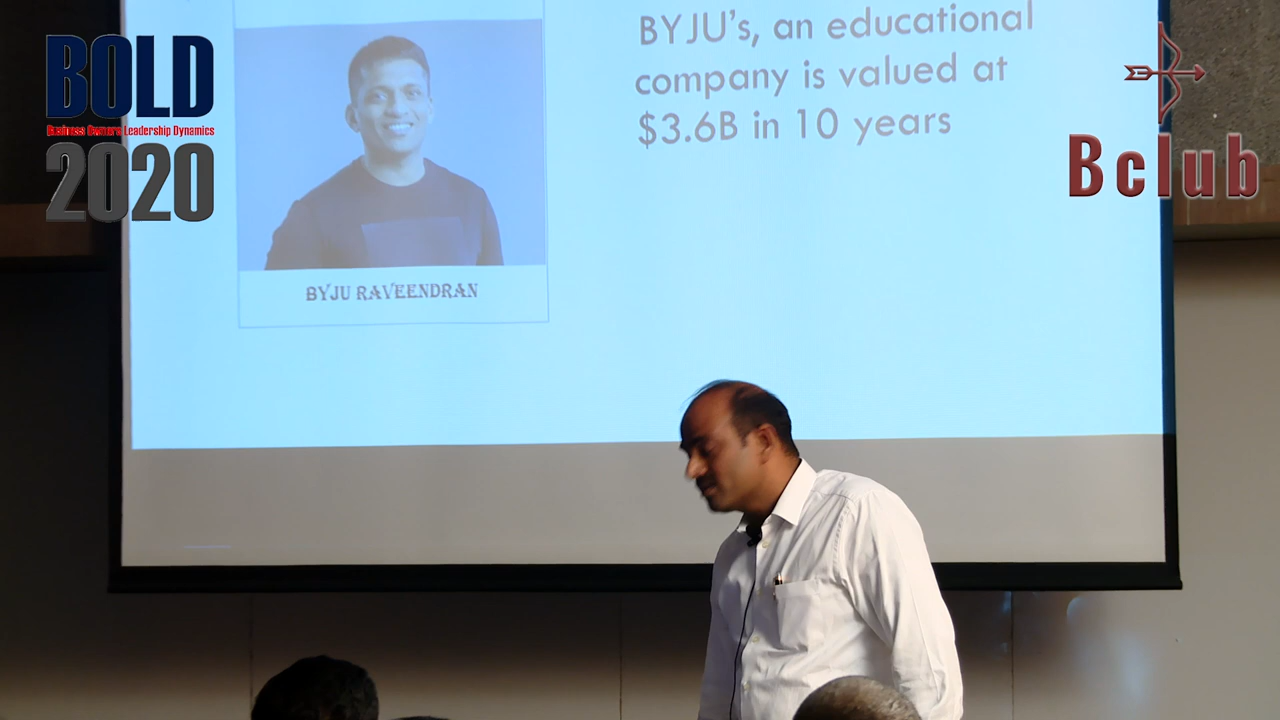 BOLD
Business Owners Leadership Dynamics
2020
BYJU RAVEENDRAN
BYJU's, an educational
company is valued at
$3.6B in 10 years
Bclub